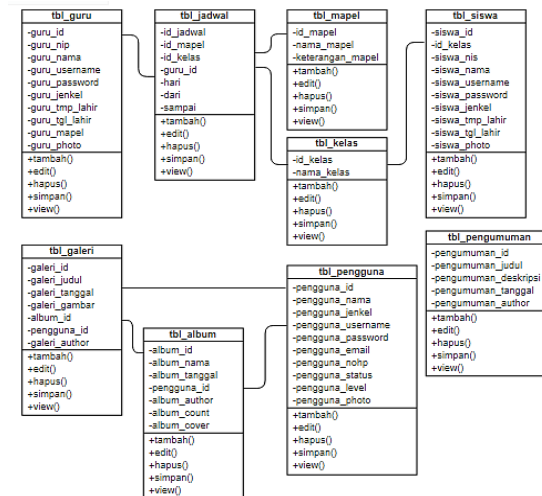 tbl_guru
-guru_id
-guru_nip
-guru_nama
-guru_username
-guru_password
-guru_jenkel
-guru_tmp_lahir
-guru_tgl_lahir
-guru_mapel
-guru_photo
+tambah()
+edit()
+hapus()
+simpan()
+view()
tbl_jadwal
-id_jadwal
-id_mapel
-id_kelas
-guru_id
-hari
-dari
-sampai
+tambah()
+edit()
+hapus()
+simpan()
+view()
tbl_mapel
-id_mapel
-nama_mapel
-keterangan_mapel
+tambah()
+edit()
+hapus()
+simpan()
+view()
tbl_kelas
-id_kelas
-nama_kelas
+tambah()
+edit()
+hapus()
+simpan()
+view()
tbl_siswa
-siswa_id
-id_kelas
-siswa_nis
-siswa_nama
-siswa_username
-siswa_password
-siswa_jenkel
-siswa_tmp_lahir
-siswa_tgl_lahir
-siswa_photo
+tambah()
+edit()
+hapus()
+simpan()
+view()
tbl_galeri
-galeri_id
-galeri_judul
-galeri_tanggal
-galeri_gambar
-album_id
-pengguna_id
-galeri_author
+tambah()
+edit()
+hapus()
+simpan()
+view()
tbl_album
-album_id
-album_nama
-album_tanggal
-pengguna_id
-album_author
-album_count
-album_cover
+tambah()
+edit()
+hapus()
+simpan()
+view()
tbl_pengguna
-pengguna_id
-pengguna_nama
-pengguna_jenkel
-pengguna_username
-pengguna_password
-pengguna_email
-pengguna_nohp
-pengguna_status
-pengguna_level
-pengguna_photo
+tambah()
+edit()
+hapus()
+simpan()
+view()
tbl_pengumuman
-pengumuman_id
-pengumuman_judul
-pengumuman_deskripsi
-pengumuman_tanggal
-pengumuman_author
+tambah()
+edit()
+hapus()
+simpan()
+view()